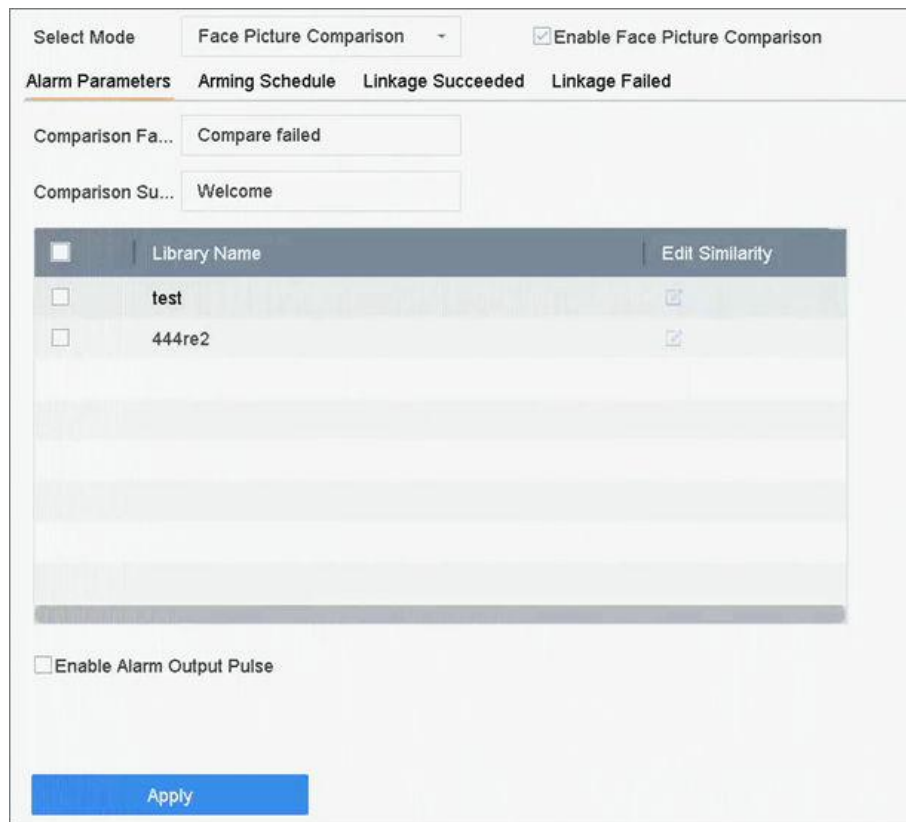 Select Mode Face Picture Comparison Enable Face Picture Comparison
Alarm Parameters Arming Schedule Linkage Succeeded Linkage Failed
Comparison Fa... Compare failed
Comparison Su... Welcome
Library Name Edit Similarity
test
444re2
Enable Alarm Output Pulse
Apply